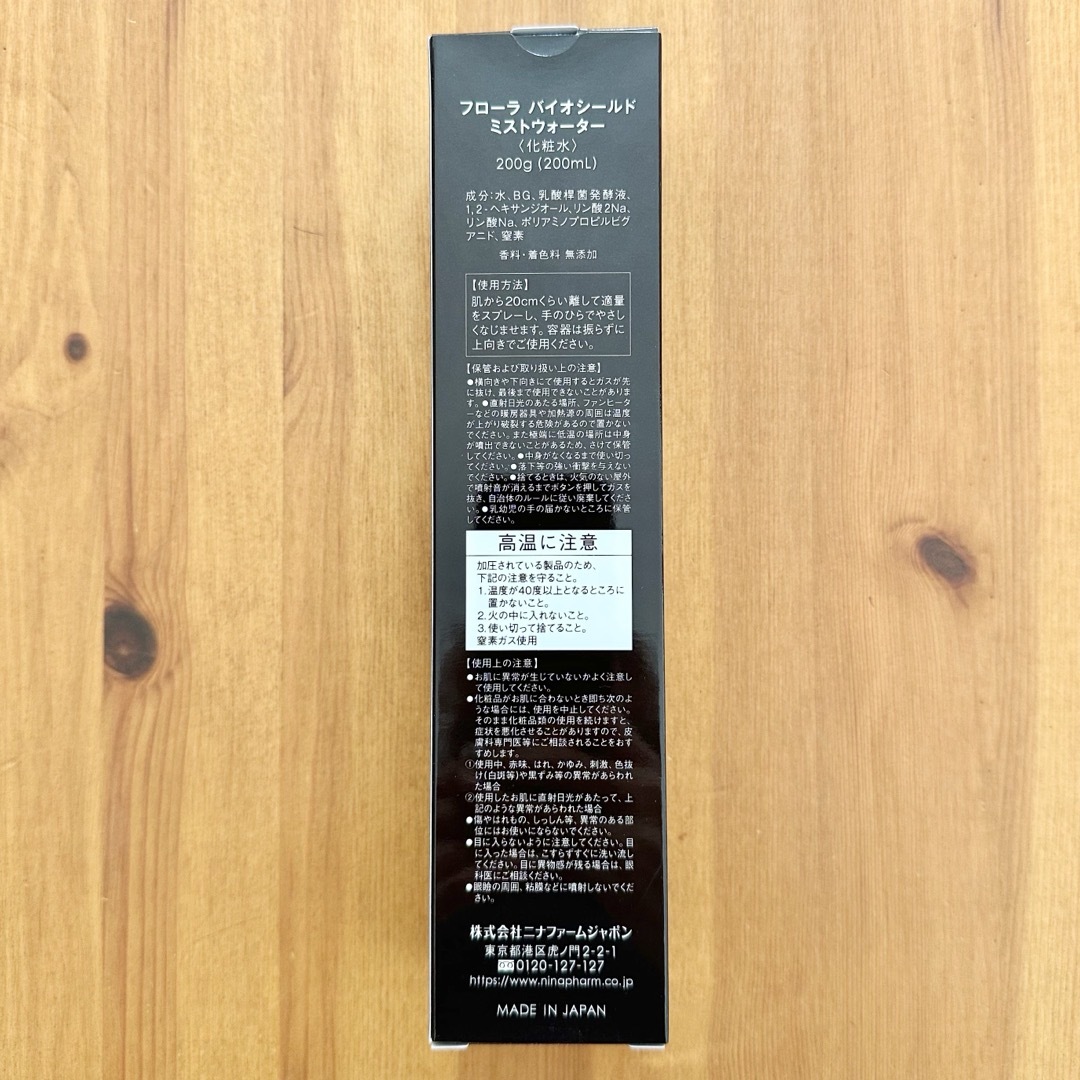 フローラ バイオシールド
ミストウォーター
〈化粧水〉
200g (200mL)
成分:水、BG、乳酸桿菌発酵液、
1,2-ヘキサンジオール、リン酸2Na、
リン酸Na、ポリアミノプロピルビグ
アニド、窒素
香料・着色料 無添加
【使用方法】
肌から20cmくらい離して適量
をスプレーし、手のひらでやさし
くなじませます。容器は振らずに
上向きでご使用ください。
【保管および取り扱い上の注意】
●横向きや下向きにて使用するとガスが先
に抜け、最後まで使用できないことがありま
す。●直射日光のあたる場所、ファンヒータ
ーなどの暖房器具や加熱源の周囲は温度
が上がり破裂する危険があるので置かない
でください。また極端に低温の場所は中身
が噴出できないことがあるため、さけて保管
してください。●中身がなくなるまで使い切っ
てください。●落下等の強い衝撃を与えない
でください。●捨てるときは、火気のない屋外
で噴射音が消えるまでボタンを押してガスを
抜き、自治体のルールに従い廃棄してくださ
い。●乳幼児の手の届かないところに保管
してください。
高温に注意
加圧されている製品のため、
下記の注意を守ること。
1.温度が40度以上となるところに
置かないこと。
2.火の中に入れないこと。
3.使い切って捨てること。
窒素ガス使用
【使用上の注意】
●お肌に異常が生じていないかよく注意し
て使用してください。
●化粧品がお肌に合わないとき即ち次のよ
うな場合には、使用を中止してください。
そのまま化粧品類の使用を続けますと、
症状を悪化させることがありますので、皮
膚科専門医等にご相談されることをおす
すめします。
①使用中、赤味、はれ、かゆみ、刺激、色抜
け(白斑等)や黒ずみ等の異常があらわれ
た場合
②使用したお肌に直射日光があたって、上
記のような異常があらわれた場合
●傷やはれもの、しっしん等、異常のある部
位にはお使いにならないでください。
●目に入らないように注意してください。目
に入った場合は、こすらずすぐに洗い流し
てください。目に異物感が残る場合は、眼
科医にご相談ください。
●眼瞼の周囲、粘膜などに噴射しないでくだ
さい。
株式会社ニナファームジャポン
東京都港区虎ノ門2-2-1
0120-127-127
https://www.ninapharm.co.jp
MADE IN JAPAN